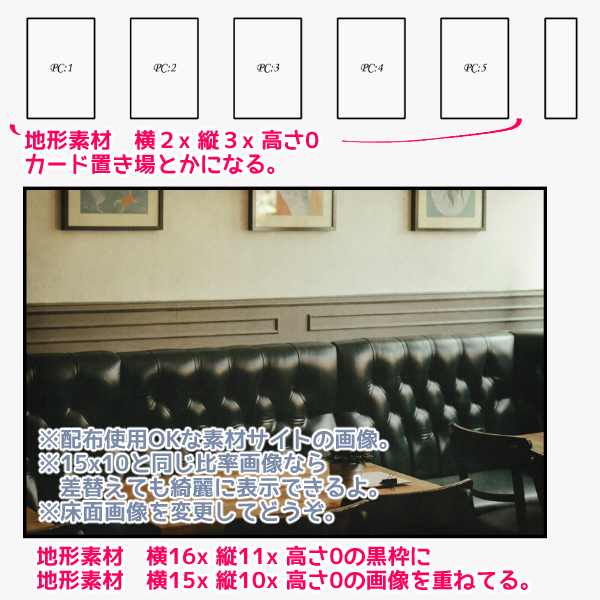 PC:1
PC:2
PC:3
PC:4
PC:5
地形素材　横２x 縦３x 高さ0
カード置き場とかになる。
※配布使用OKな素材サイトの画像。
※15x10と同じ比率画像なら
差替えても綺麗に表示できるよ。
※床面画像を変更してどうぞ。
地形素材　横16x 縦11x 高さ0の黒枠に
地形素材　横15x 縦10x 高さ0の画像を重ねてる。